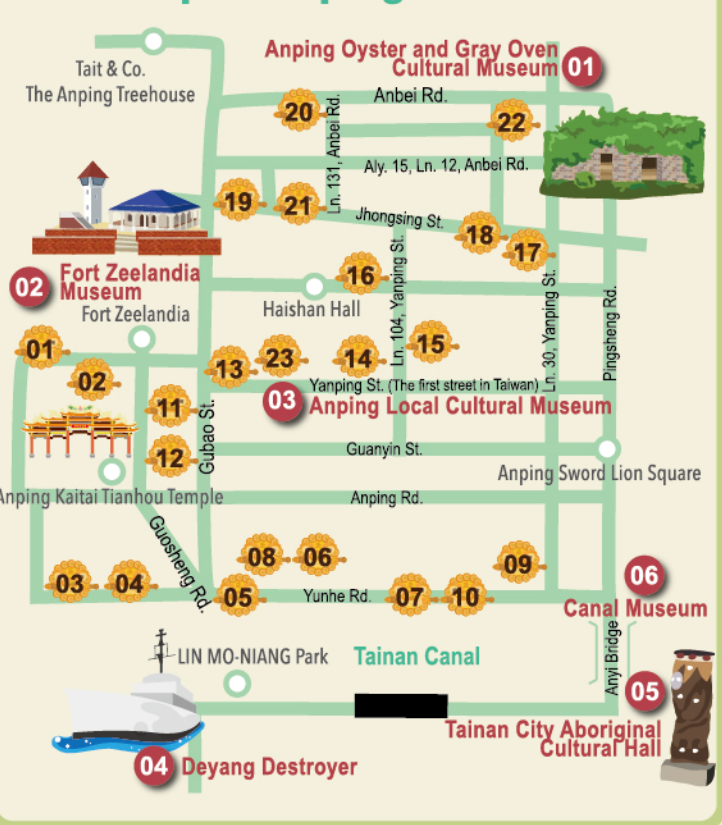 Tait & Co.
The Anping Treehouse
Anping Oyster and Gray Oven
Cultural Museum
01
Anbei Rd.
20
Ln. 131, Anbei Rd.
22
Aly. 15, Ln. 12, Anbei Rd.
19
21
Jhongsing St.
18
17
02
Fort Zeelandia
Museum
16
Haishan Hall
Ln. 104, Yanping St.
Ln. 30, Yanping St.
Pingsheng Rd.
Fort Zeelandia
01
02
13
23
14
15
Yanping St. (The first street in Taiwan)
03
Anping Local Cultural Museum
11
12
Gubao St.
Guanyin St.
Anping Sword Lion Square
Anping Kaitai Tianhou Temple
Anping Rd.
Guosheng Rd.
08
06
09
03
04
05
Yunhe Rd.
07
10
06
Canal Museum
Anyi Bridge
LIN MO-NIANG Park
Tainan Canal
05
Tainan City Aboriginal
Cultural Hall
04
Deyang Destroyer